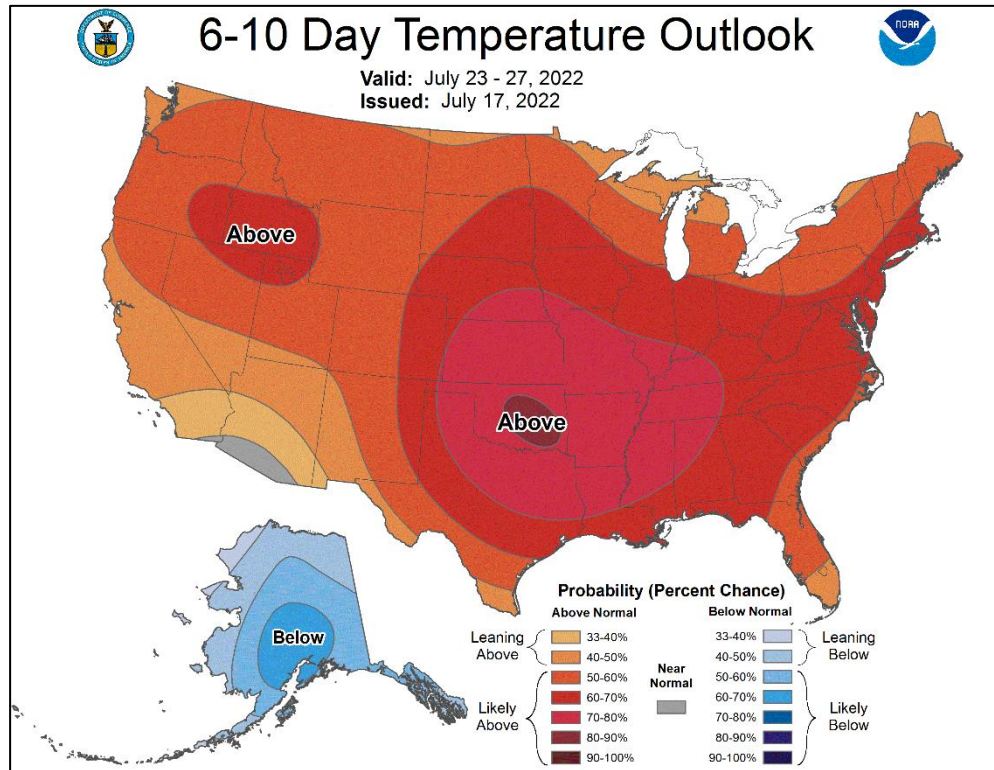 6-10 Day Temperature Outlook
NOAA
Valid: July 23 - 27, 2022
Issued: July 17, 2022
Above
Above
Below
Probability (Percent Chance)
Above Normal
Below Normal
Leaning Above
33-40%
40-50%
Likely Above
50-60%
60-70%
70-80%
80-90%
90-100%
Near Normal
33-40%
40-50%
Leaning Below
50-60%
60-70%
70-80%
80-90%
90-100%
Likely Below